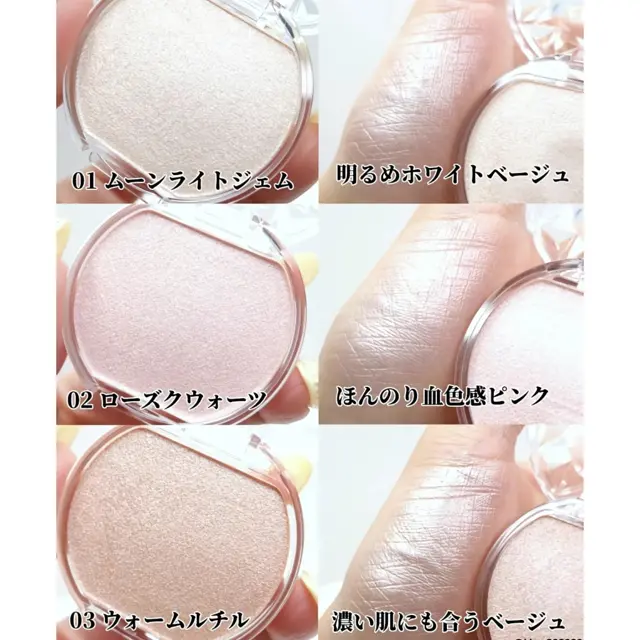 01 ムーンライトジェム
明るめホワイトベージュ
02 ローズクウォーツ
ほんのり血色感ピンク
03 ウォームルチル
濃い肌にも合うベージュ